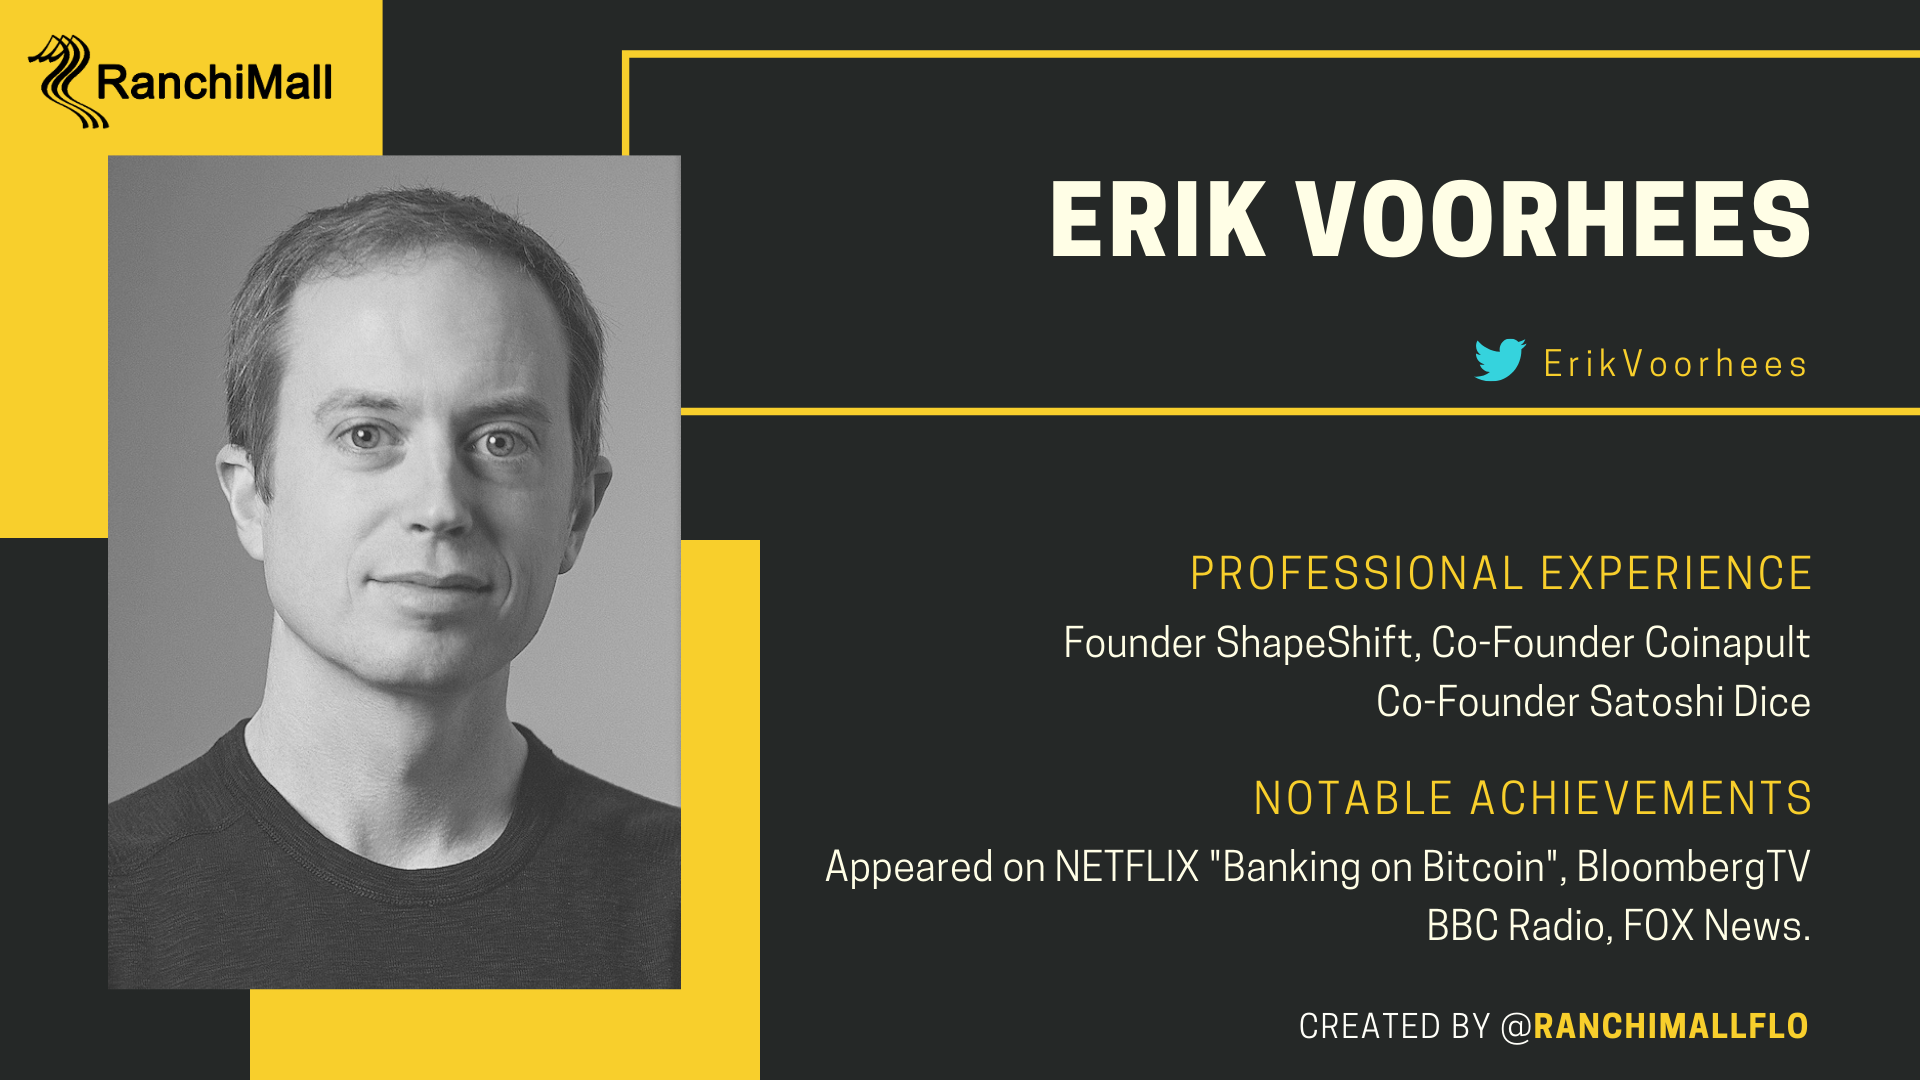 RanchiMall
ERIK VOORHEES
ErikVoorhees
PROFESSIONAL EXPERIENCE
Founder ShapeShift, Co-Founder Coinapult
Co-Founder Satoshi Dice
NOTABLE ACHIEVEMENTS
Appeared on NETFLIX "Banking on Bitcoin", BloombergTV
BBC Radio, FOX News.
CREATED BY @RANCHIMALLFLO